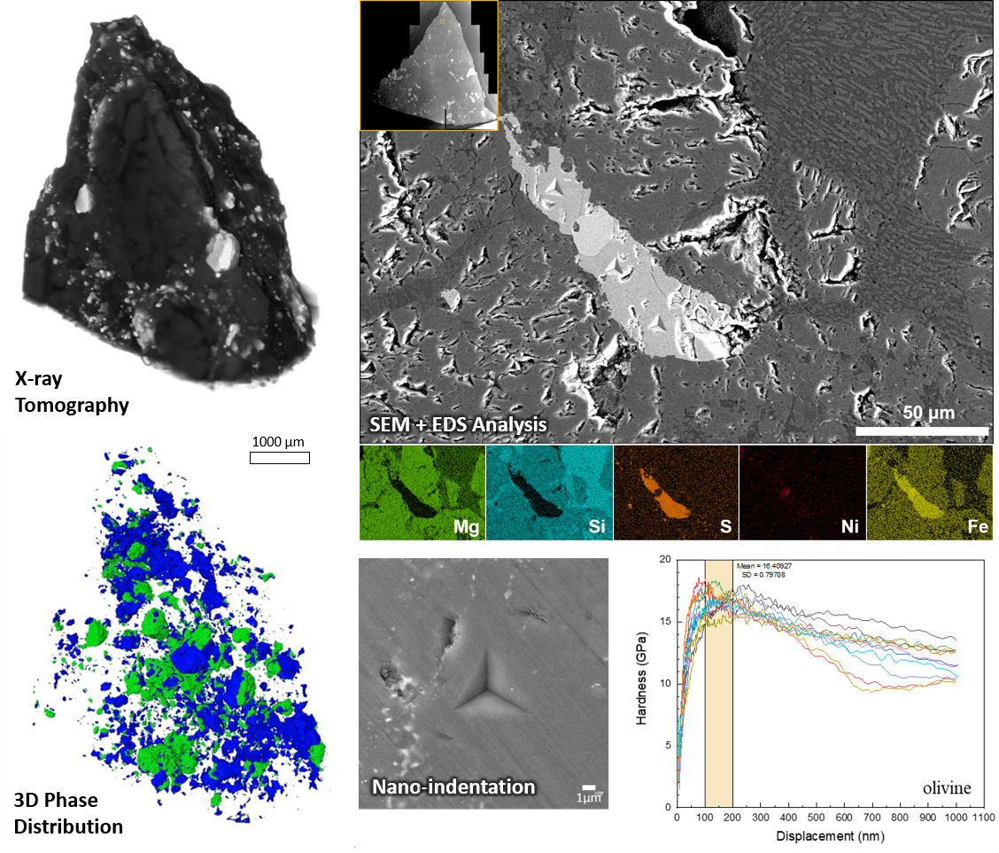 X-ray
Tomography
SEM + EDS Analysis
50 µm
Mg
Si
S
Ni
Fe
1000 µm
3D Phase
Distribution
Nano-indentation
1µm
Mean = 16.40927
SD = 0.79708
20
15
10
5
0
Hardness (GPa)
olivine
0 100 200 300 400 500 600 700 800 900 1000 1100
Displacement (nm)